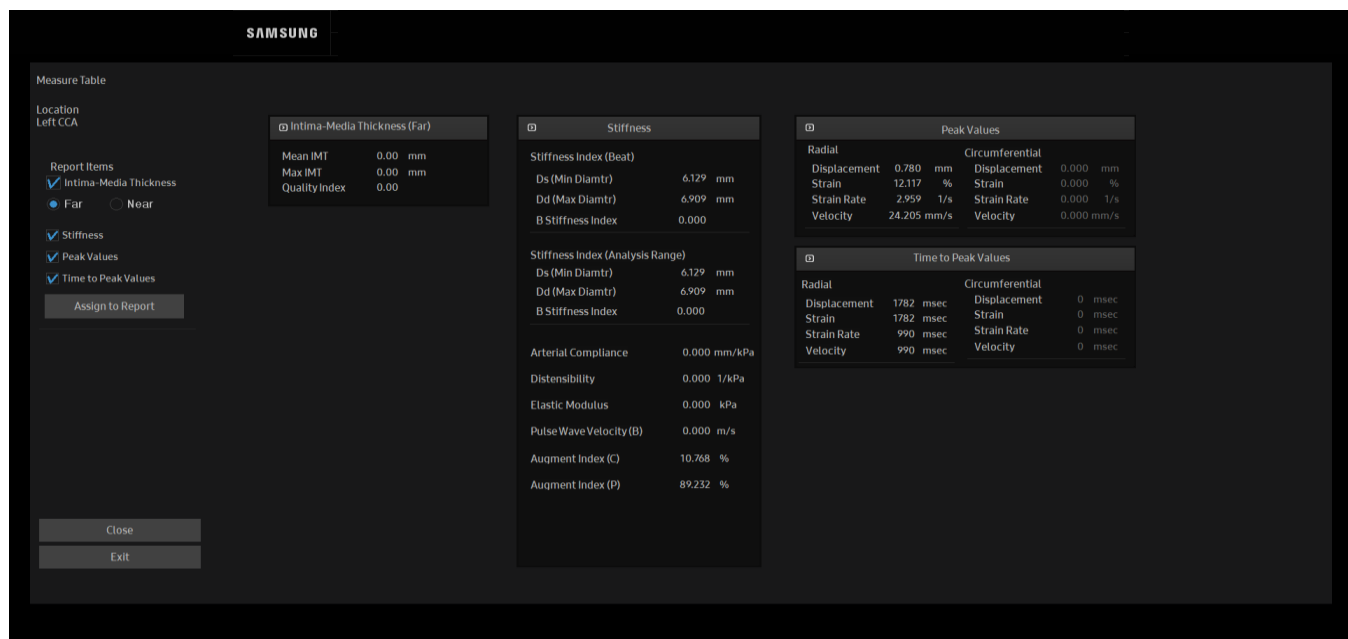 SAMSUNG
Measure Table
Location
Left CCA
Report Items
Intima-Media Thickness
Far Near
Stiffness
Peak Values
Time to Peak Values
Assign to Report
Close
Exit
Intima-Media Thickness (Far)
Mean IMT 0.00 mm
Max IMT 0.00 mm
Quality Index 0.00
Stiffness
Stiffness Index (Beat)
Ds (Min Diamtr) 6.129 mm
Dd (Max Diamtr) 6.909 mm
B Stiffness Index 0.000
Stiffness Index (Analysis Range)
Ds (Min Diamtr) 6.129 mm
Dd (Max Diamtr) 6.909 mm
B Stiffness Index 0.000
Arterial Compliance 0.000 mm/kPa
Distensibility 0.000 1/kPa
Elastic Modulus 0.000 kPa
Pulse Wave Velocity (B) 0.000 m/s
Augment Index (C) 10.768 %
Augment Index (P) 89.232 %
Peak Values
Radial
Displacement 0.780 mm
Strain 12.117 %
Strain Rate 2.959 1/s
Velocity 24.205 mm/s
Circumferential
Displacement 0.000 mm
Strain 0.000 %
Strain Rate 0.000 1/s
Velocity 0.000 mm/s
Time to Peak Values
Radial
Displacement 1782 msec
Strain 1782 msec
Strain Rate 990 msec
Velocity 990 msec
Circumferential
Displacement 0 msec
Strain 0 msec
Strain Rate 0 msec
Velocity 0 msec